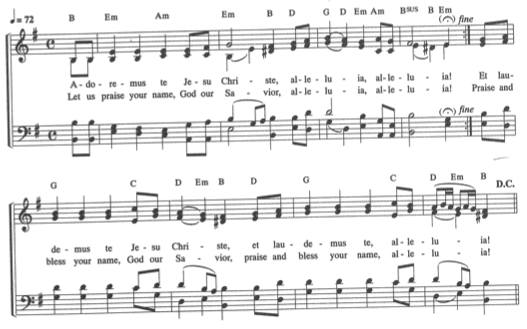 ♩= 72 B Em Am Em B D G D Em Am Bsus B Em fine
A - do - re - mus te Je - su Chri - ste, al - le - lu - ia, al - le - lu - ia! Et lau-
Let us praise your name, God our Sa - vior, al - le - lu - ia, al - le - lu - ia! Praise and
fine
G C D Em B D G C D Em B D.C.
de - mus te Je - su Chri - ste, et lau - de - mus te, al - le - lu - ia!
bless your name, God our Sa - vior, praise and bless your name, al - le - lu - ia!